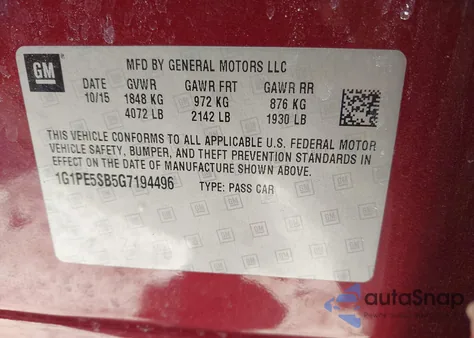 GM
MFD BY GENERAL MOTORS LLC
DATE GVWR GAWR FRT GAWR RR
10/15 1848 KG 972 KG 876 KG
4072 LB 2142 LB 1930 LB
THIS VEHICLE CONFORMS TO ALL APPLICABLE U.S. FEDERAL MOTOR
VEHICLE SAFETY, BUMPER, AND THEFT PREVENTION STANDARDS IN
EFFECT ON THE DATE OF MANUFACTURE SHOWN ABOVE.
1G1PE5SB5G7194496 TYPE: PASS CAR
autaSnap